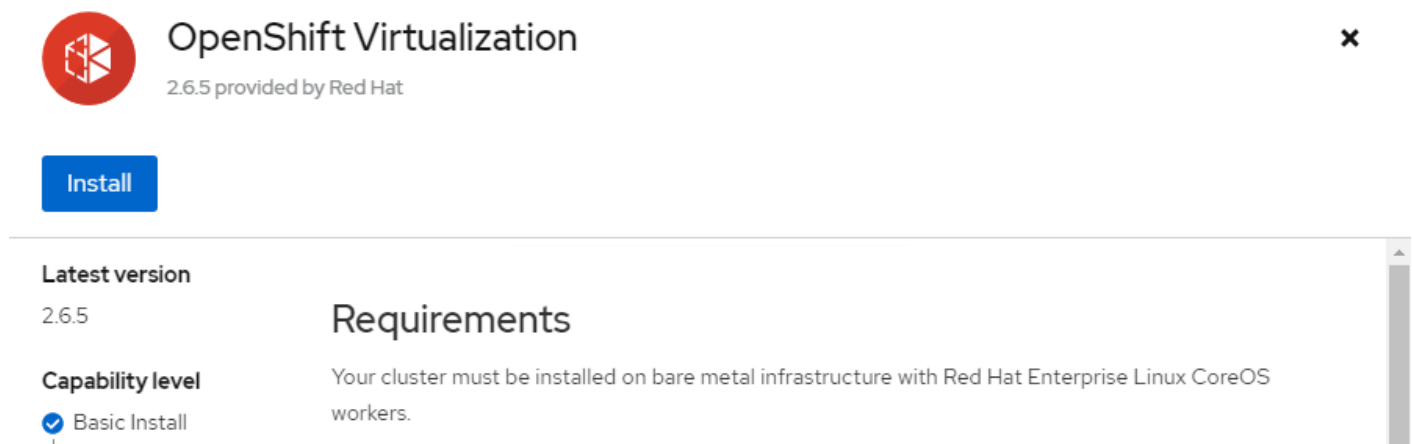 OpenShift Virtualization
2.6.5 provided by Red Hat
Install
Latest version
2.6.5
Capability level
Basic Install
Requirements
Your cluster must be installed on bare metal infrastructure with Red Hat Enterprise Linux CoreOS
workers.